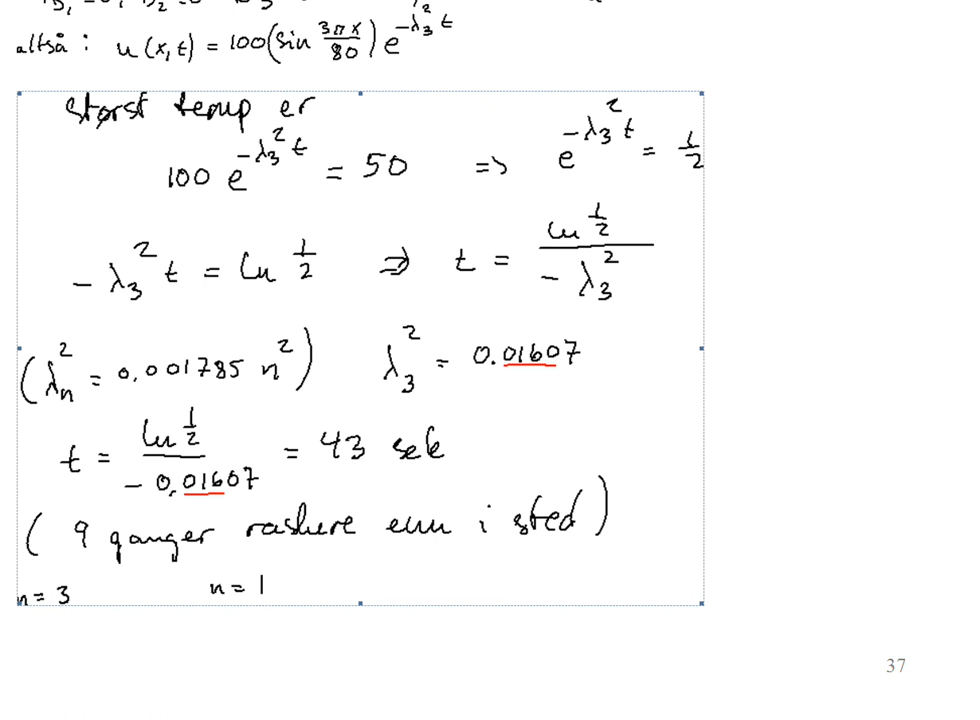 altså : u(x,t) = 100(sin 3πx/80) e^-λ₃²t
størst temp er
100 e^-λ₃²t = 50 => e^-λ₃²t = 1/2
- λ₃² t = ln 1/2 => t = ln 1/2 / - λ₃²
(λₙ² = 0,001785 n²) λ₃² = 0.01607
t = ln 1/2 / - 0,01607 = 43 sek
( 9 ganger raskere enn i sted )
n = 3 n = 1
37